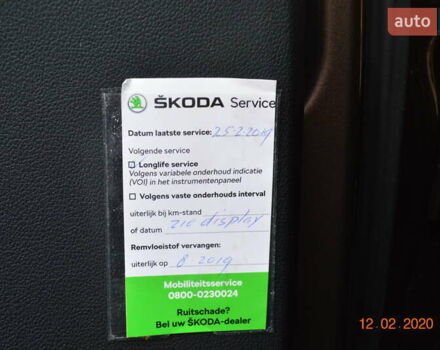 auto
ŠKODA Service
Datum laatste service: 25-2-2019
Volgende service
Longlife service
Volgens variabele onderhoud indicatie
(VOI) in het instrumentenpaneel
Volgens vaste onderhouds interval
uiterlijk bij km-stand
of datum zie display
Remvloeistof vervangen:
uiterlijk op 8-2019
Mobiliteitsservice
0800-0230024
Ruitschade?
Bel uw ŠKODA-dealer
12.02.2020